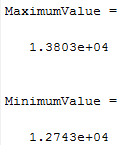 MaximumValue =
1.3803e+04
MinimumValue =
1.2743e+04